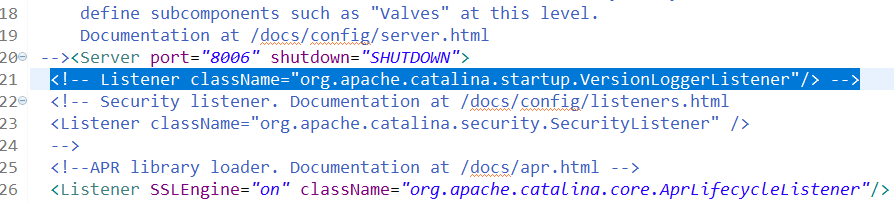 18 define subcomponents such as "Valves" at this level.
19 Documentation at /docs/config/server.html
20 --><Server port="8006" shutdown="SHUTDOWN">
21 <!-- Listener className="org.apache.catalina.startup.VersionLoggerListener"/> -->
22 <!-- Security listener. Documentation at /docs/config/listeners.html
23 <Listener className="org.apache.catalina.security.SecurityListener" />
24 -->
25 <!--APR library loader. Documentation at /docs/apr.html -->
26 <Listener SSLEngine="on" className="org.apache.catalina.core.AprLifecycleListener"/>